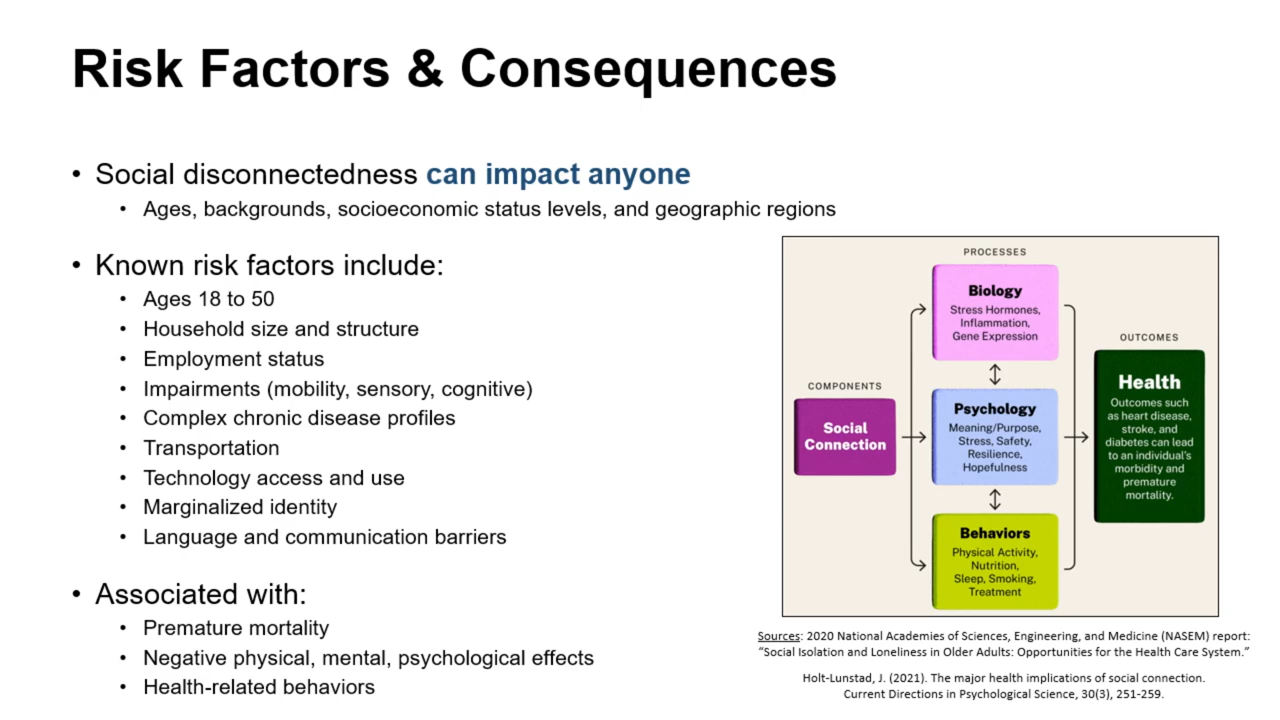 Risk Factors & Consequences
• Social disconnectedness can impact anyone
• Ages, backgrounds, socioeconomic status levels, and geographic regions
• Known risk factors include:
• Ages 18 to 50
• Household size and structure
• Employment status
• Impairments (mobility, sensory, cognitive)
• Complex chronic disease profiles
• Transportation
• Technology access and use
• Marginalized identity
• Language and communication barriers
• Associated with:
• Premature mortality
• Negative physical, mental, psychological effects
• Health-related behaviors
COMPONENTS
Social
Connection
PROCESSES
Biology
Stress Hormones,
Inflammation,
Gene Expression
Psychology
Meaning/Purpose,
Stress, Safety,
Resilience,
Hopefulness
Behaviors
Physical Activity,
Nutrition,
Sleep, Smoking,
Treatment
OUTCOMES
Health
Outcomes such
as heart disease,
stroke, and
diabetes can lead
to an individual's
morbidity and
premature
mortality.
Sources: 2020 National Academies of Sciences, Engineering, and Medicine (NASEM) report:
“Social Isolation and Loneliness in Older Adults: Opportunities for the Health Care System.”
Holt-Lunstad, J. (2021). The major health implications of social connection.
Current Directions in Psychological Science, 30(3), 251-259.